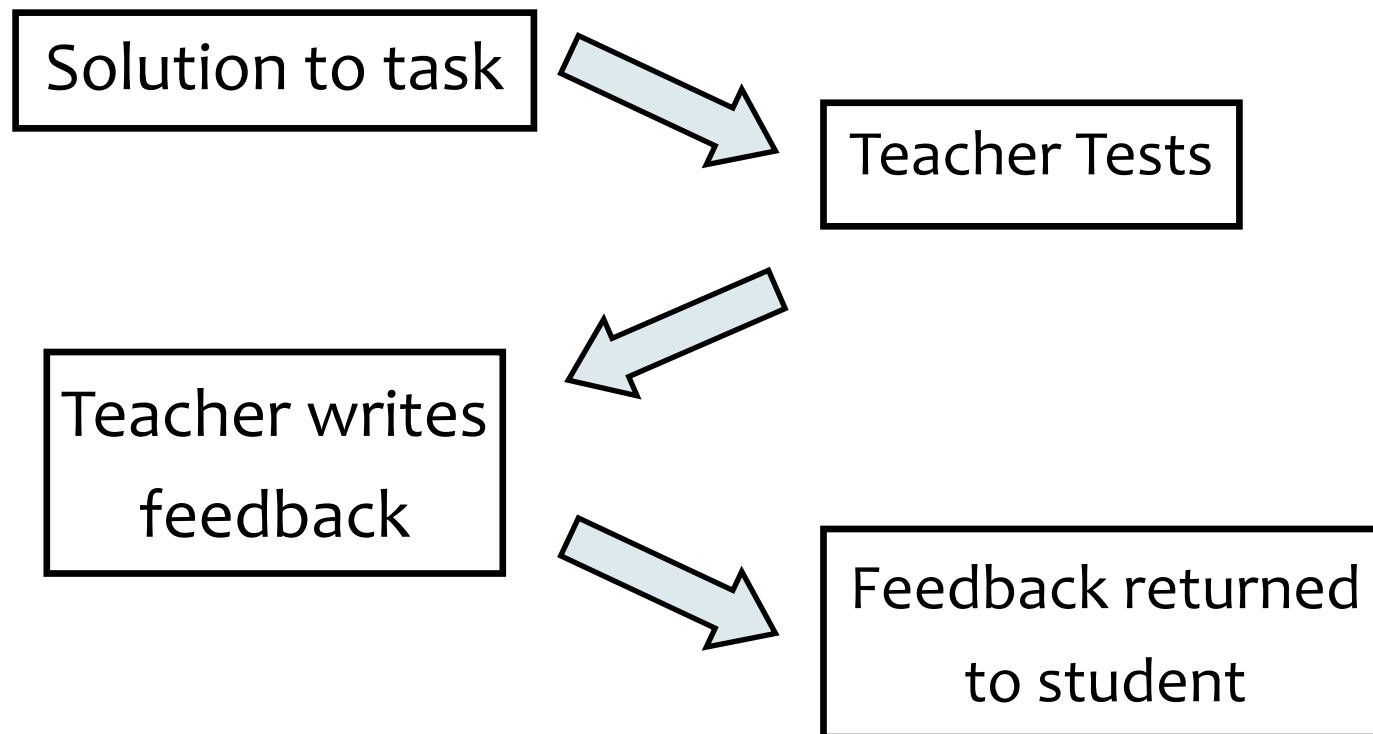 Solution to task
Teacher Tests
Teacher writes
feedback
Feedback returned
to student